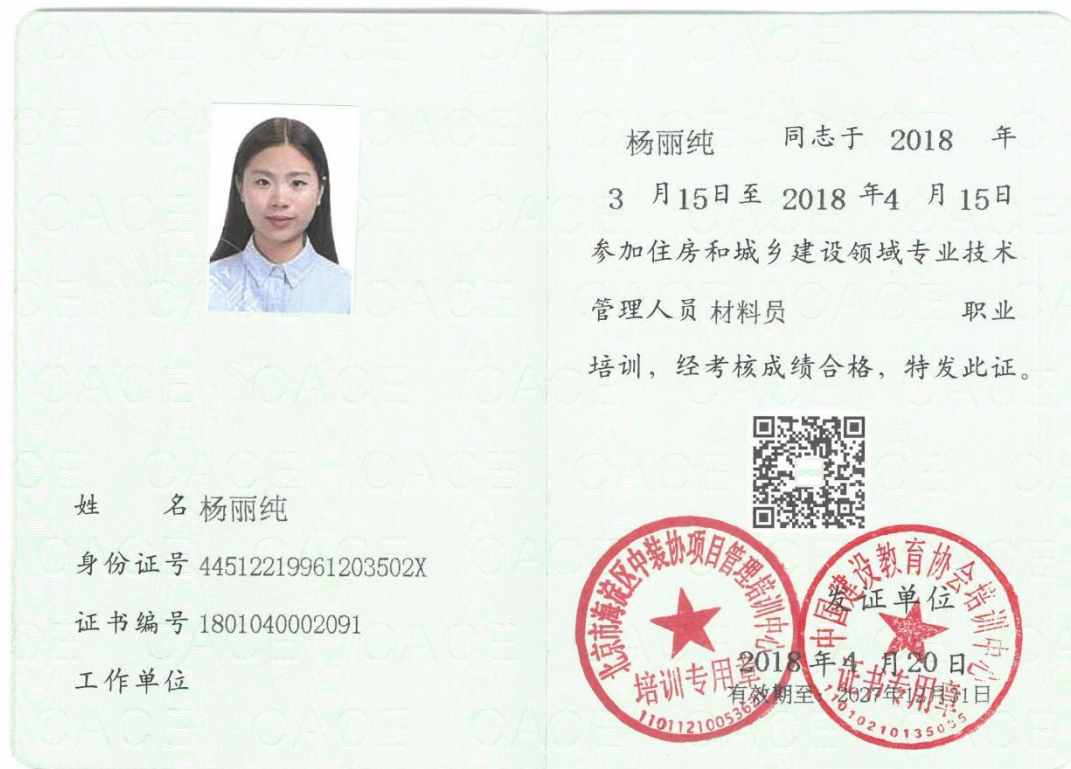 姓 名 杨丽纯
身份证号 44512219961203502X
证书编号 1801040002091
工作单位
杨丽纯 同志于 2018 年
3 月15日至 2018 年4 月 15日
参加住房和城乡建设领域专业技术
管理人员 材料员 职业
培训，经考核成绩合格，特发此证。
北京市海淀区中装协项目管理培训中心
培训专用章
中国建设教育协会培训中心
证书专用章
发证单位
2018 年 4 月 20 日
有效期至：2027年12月31日
CACE